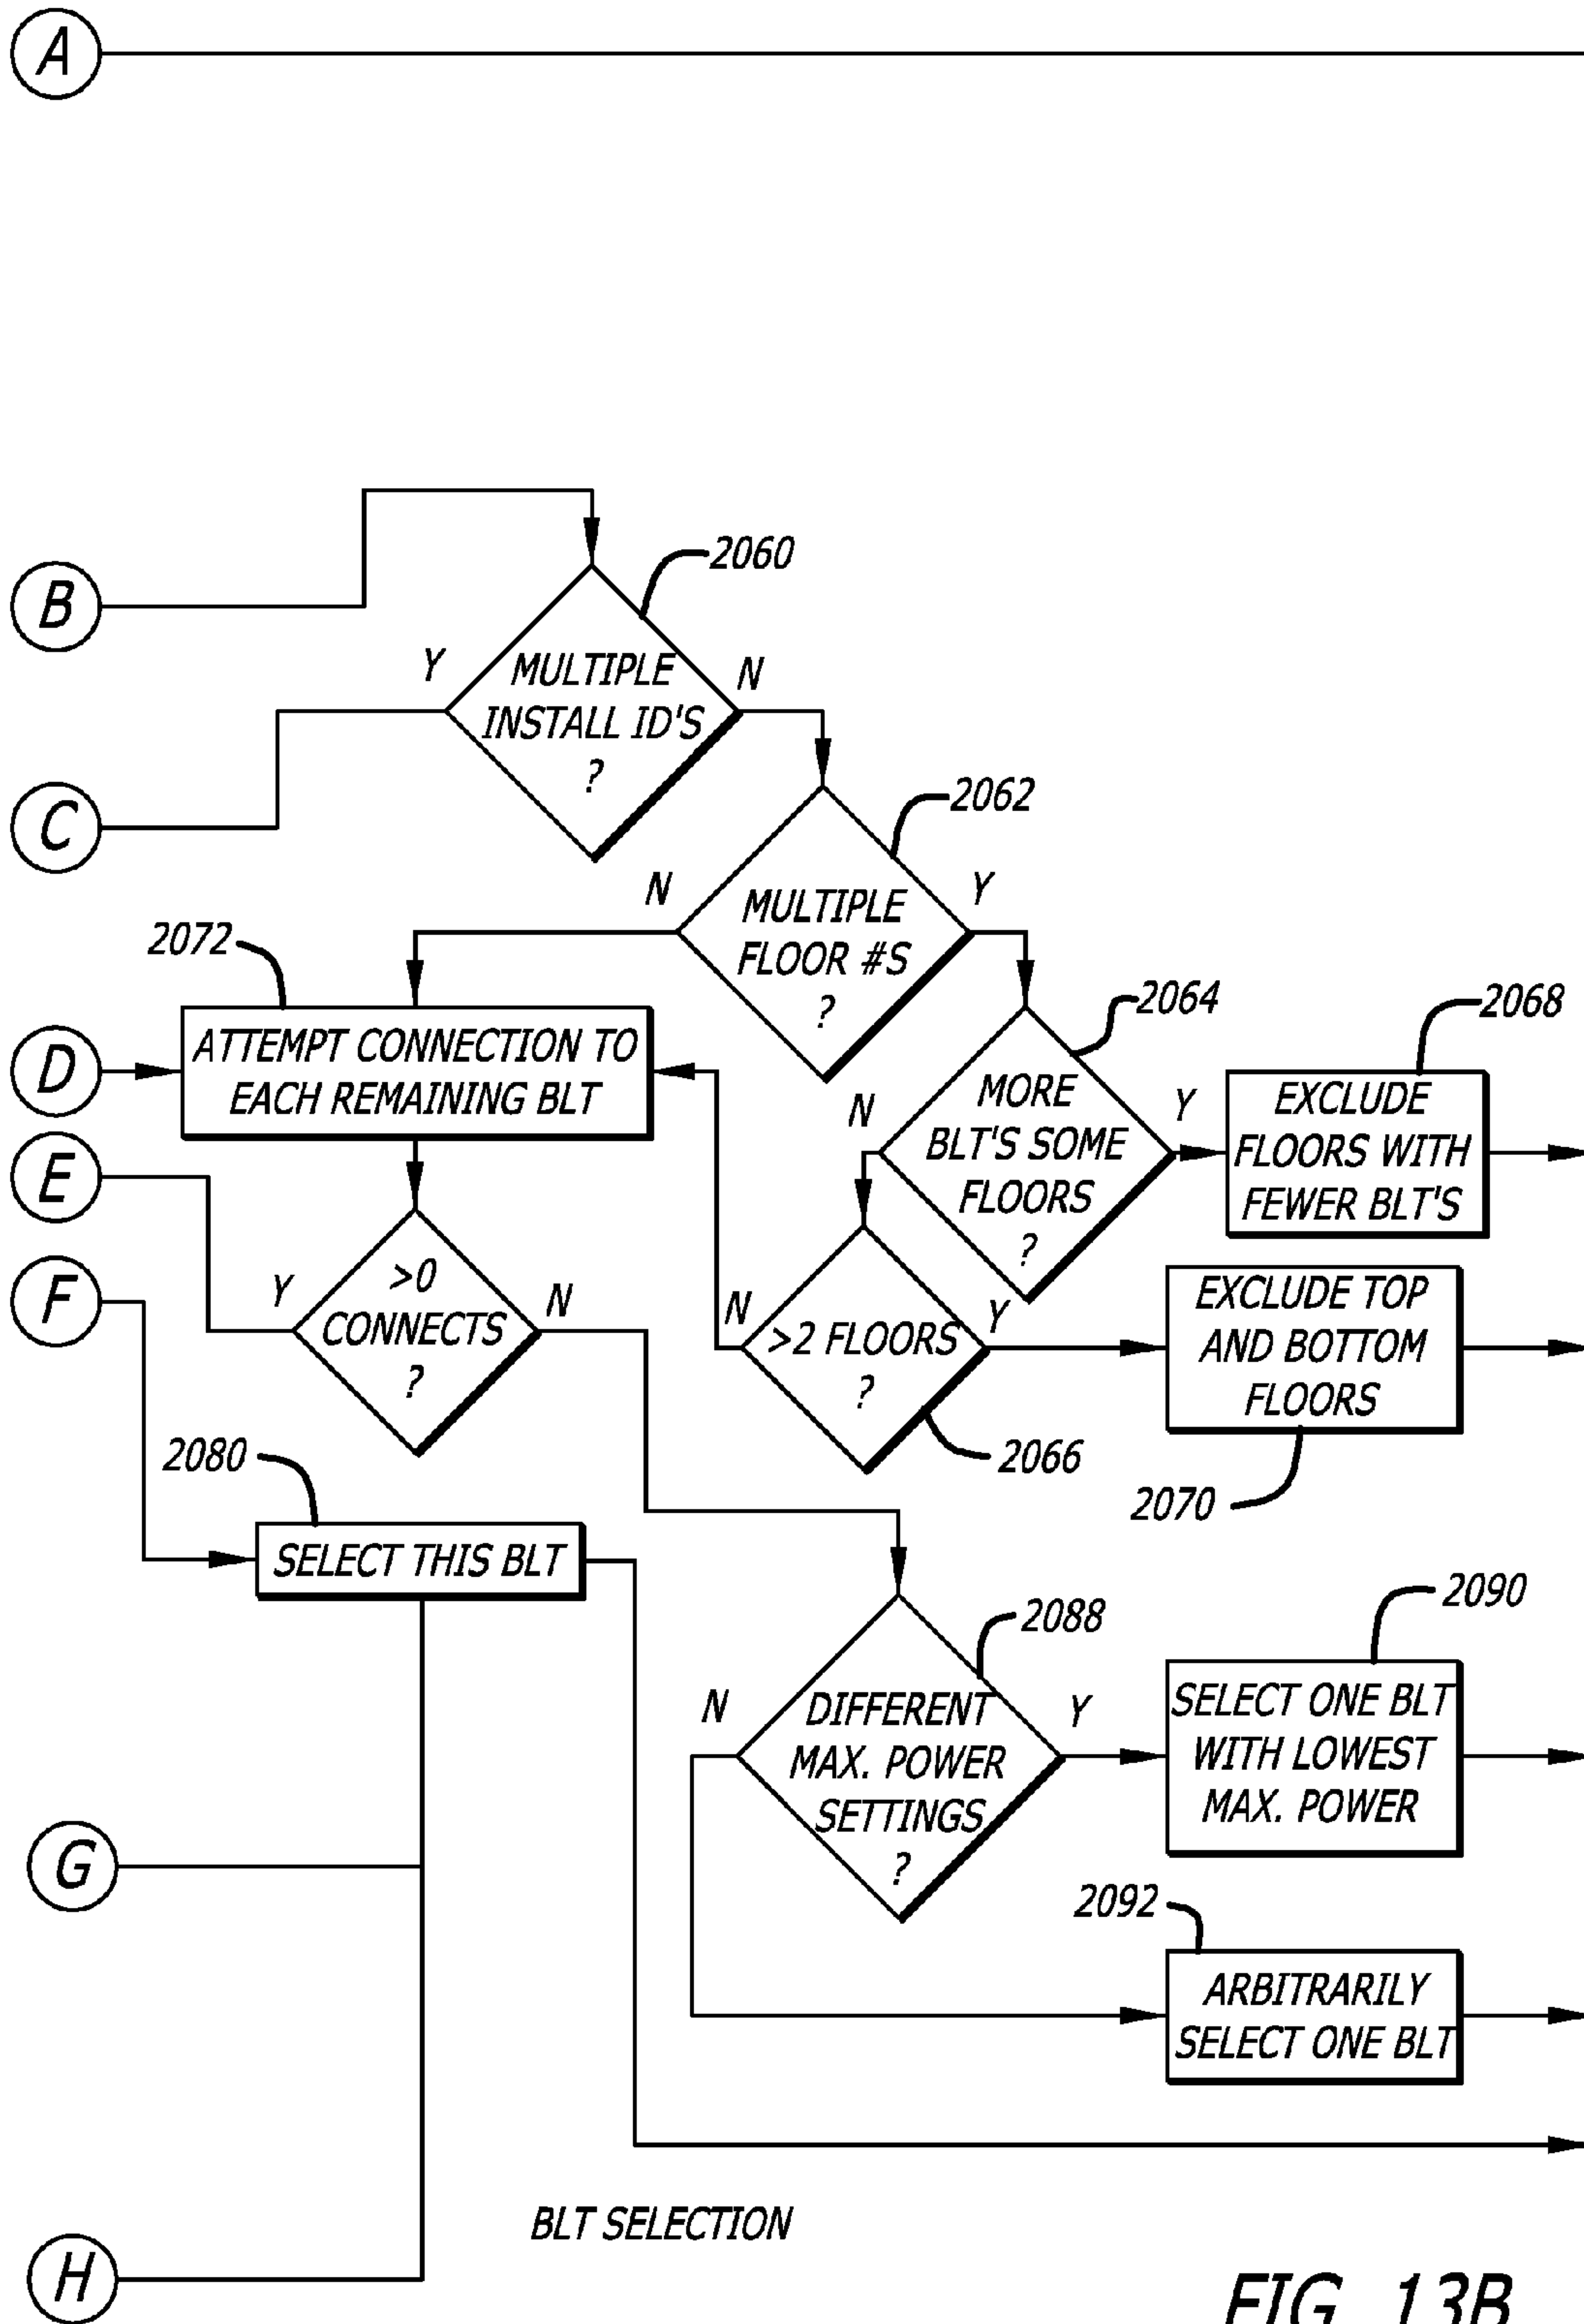 A
B
2060
Y
MULTIPLE
INSTALL ID'S
?
N
C
2062
N
MULTIPLE
FLOOR #S
?
Y
2072
ATTEMPT CONNECTION TO
EACH REMAINING BLT
D
2064
N
MORE
BLT'S SOME
FLOORS
?
Y
2068
EXCLUDE
FLOORS WITH
FEWER BLT'S
E
F
Y
>0
CONNECTS
?
N
N
>2 FLOORS
?
Y
2066
EXCLUDE TOP
AND BOTTOM
FLOORS
2070
2080
SELECT THIS BLT
2088
N
DIFFERENT
MAX. POWER
SETTINGS
?
Y
2090
SELECT ONE BLT
WITH LOWEST
MAX. POWER
G
2092
ARBITRARILY
SELECT ONE BLT
BLT SELECTION
H
FIG. 13B